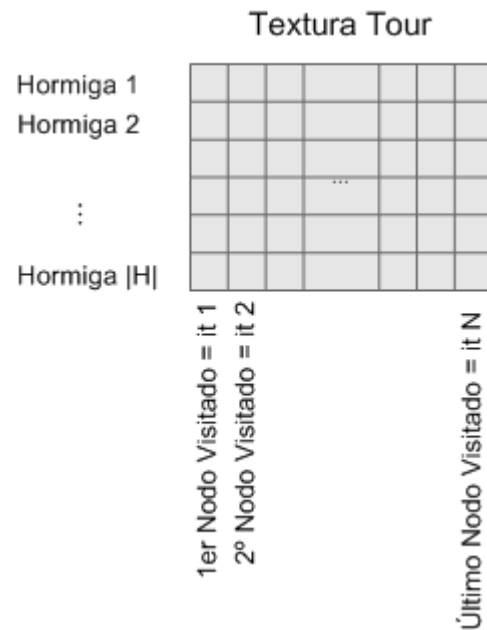 Textura Tour
Hormiga 1
Hormiga 2
...
⋮
Hormiga |H|
1er Nodo Visitado = it 1
2º Nodo Visitado = it 2
Último Nodo Visitado = it N